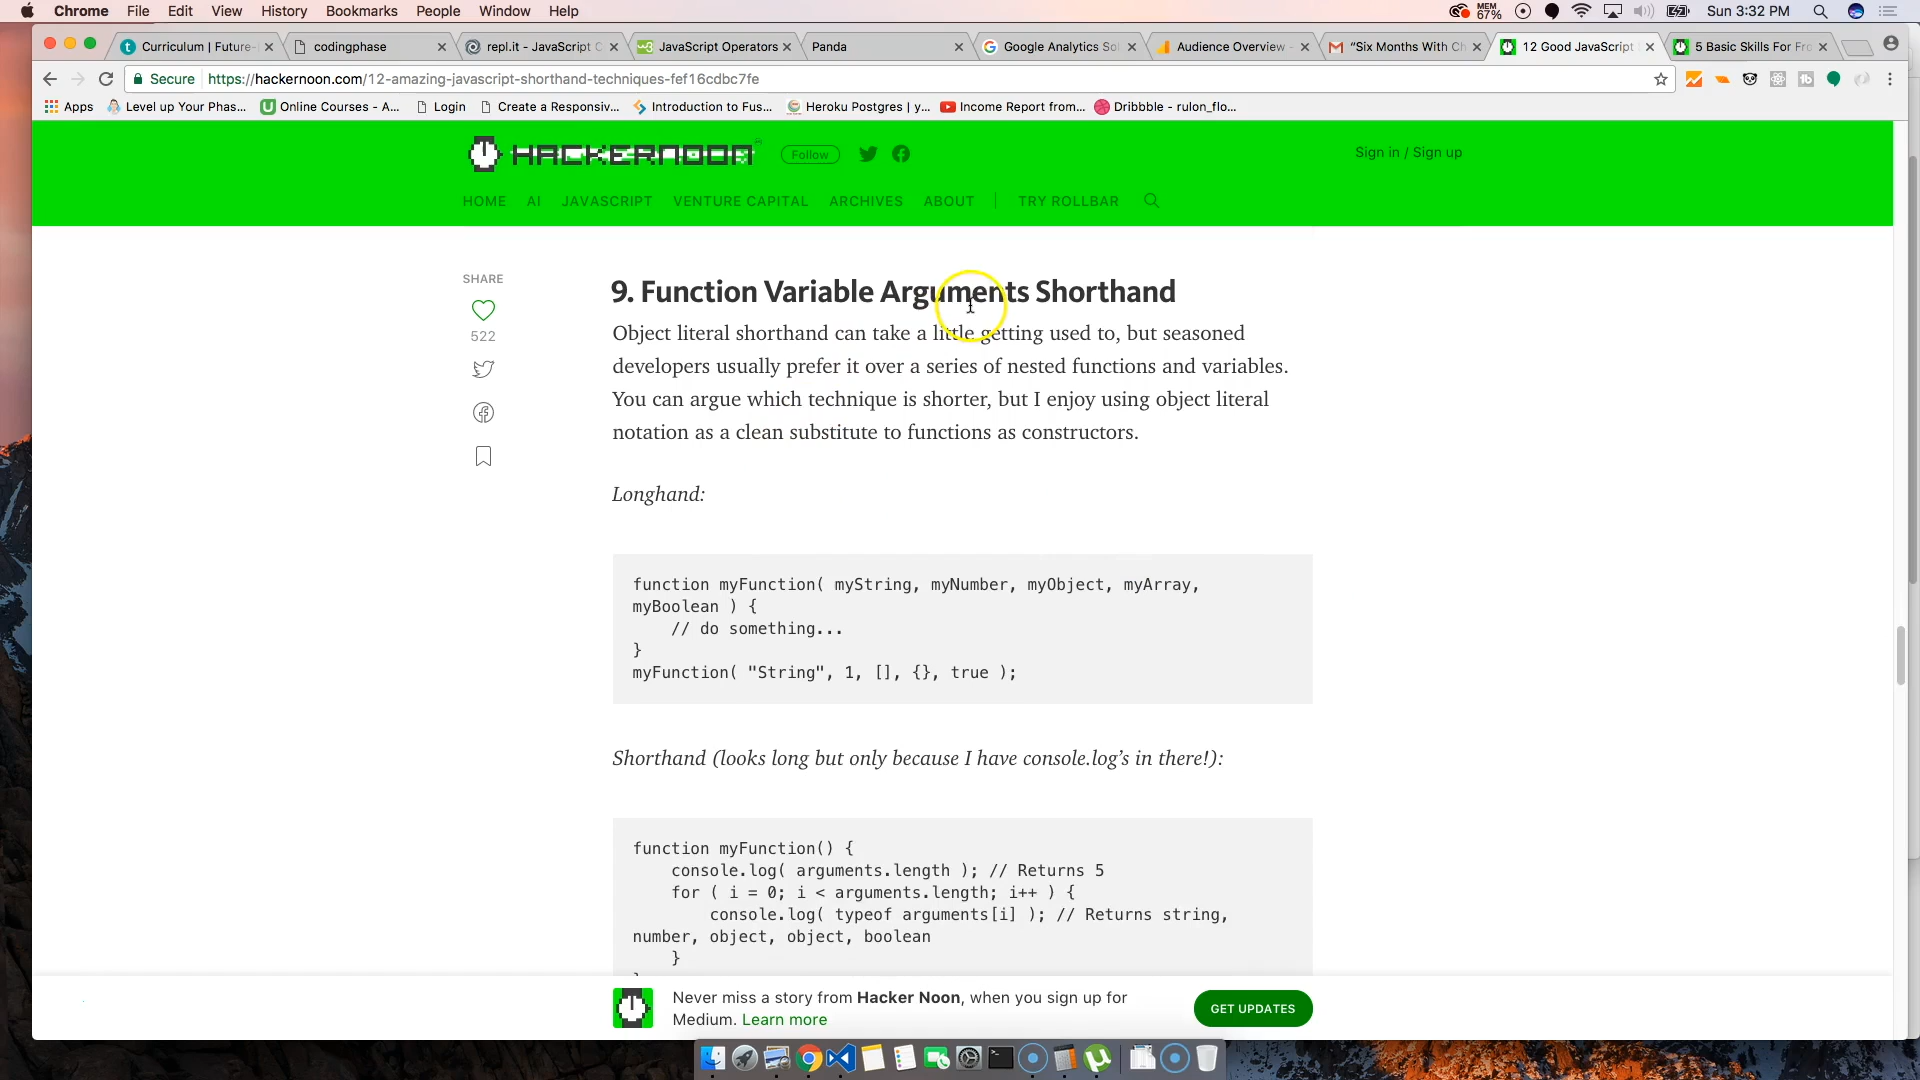 Chrome File Edit View History Bookmarks People Window Help MEM 67% Sun 3:32 PM
Curriculum | Future- codingphase repl.it - JavaScript C JavaScript Operators Panda Google Analytics So Audience Overview - "Six Months With Ch 12 Good JavaScript 5 Basic Skills For Fro
Secure https://hackernoon.com/12-amazing-javascript-shorthand-techniques-fef16cdbc7fe
Apps Level up Your Phas... Online Courses - A... Login Create a Responsiv... Introduction to Fus... Heroku Postgres | y... Income Report from... Dribbble - rulon_flo...
HACKERNOON Follow Sign in / Sign up
HOME AI JAVASCRIPT VENTURE CAPITAL ARCHIVES ABOUT TRY ROLLBAR
SHARE
522
9. Function Variable Arguments Shorthand
Object literal shorthand can take a little getting used to, but seasoned
developers usually prefer it over a series of nested functions and variables.
You can argue which technique is shorter, but I enjoy using object literal
notation as a clean substitute to functions as constructors.
Longhand:
function myFunction( myString, myNumber, myObject, myArray,
myBoolean ) {
// do something...
}
myFunction( "String", 1, [], {}, true );
Shorthand (looks long but only because I have console.log’s in there!):
function myFunction() {
console.log( arguments.length ); // Returns 5
for ( i = 0; i < arguments.length; i++ ) {
console.log( typeof arguments[i] ); // Returns string,
number, object, object, boolean
}
Never miss a story from Hacker Noon, when you sign up for
Medium. Learn more
GET UPDATES